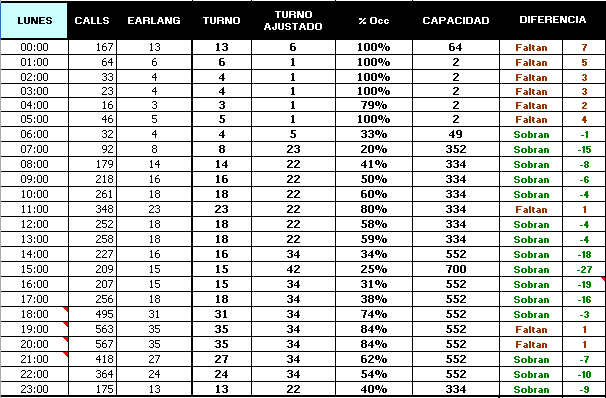 LUNES CALLS EARLANG TURNO TURNO AJUSTADO % Occ CAPACIDAD DIFERENCIA
00:00 167 13 13 6 100% 64 Faltan 7
01:00 64 6 6 1 100% 2 Faltan 5
02:00 33 4 4 1 100% 2 Faltan 3
03:00 23 4 4 1 100% 2 Faltan 3
04:00 16 3 3 1 79% 2 Faltan 2
05:00 46 5 5 1 100% 2 Faltan 4
06:00 32 4 4 5 33% 49 Sobran -1
07:00 92 8 8 23 20% 352 Sobran -15
08:00 179 14 14 22 41% 334 Sobran -8
09:00 218 16 16 22 50% 334 Sobran -6
10:00 261 18 18 22 60% 334 Sobran -4
11:00 348 23 23 22 80% 334 Faltan 1
12:00 252 18 18 22 58% 334 Sobran -4
13:00 258 18 18 22 59% 334 Sobran -4
14:00 227 16 16 34 34% 552 Sobran -18
15:00 209 15 15 42 25% 700 Sobran -27
16:00 207 15 15 34 31% 552 Sobran -19
17:00 256 18 18 34 38% 552 Sobran -16
18:00 495 31 31 34 74% 552 Sobran -3
19:00 563 35 35 34 84% 552 Faltan 1
20:00 567 35 35 34 84% 552 Faltan 1
21:00 418 27 27 34 62% 552 Sobran -7
22:00 364 24 24 34 54% 552 Sobran -10
23:00 175 13 13 22 40% 334 Sobran -9